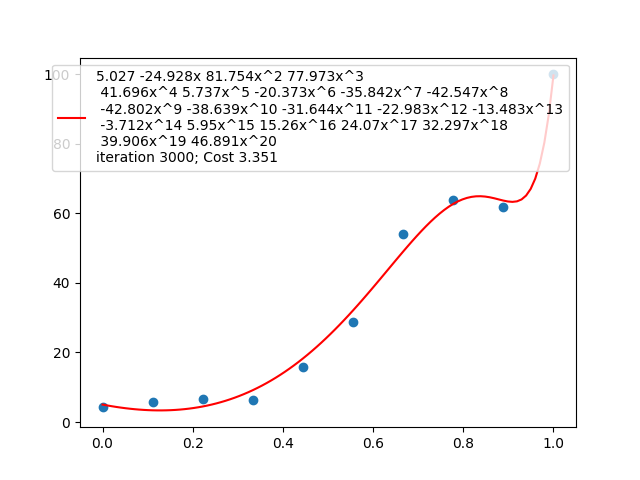 5.027 -24.928x 81.754x^2 77.973x^3
41.696x^4 5.737x^5 -20.373x^6 -35.842x^7 -42.547x^8
-42.802x^9 -38.639x^10 -31.644x^11 -22.983x^12 -13.483x^13
-3.712x^14 5.95x^15 15.26x^16 24.07x^17 32.297x^18
39.906x^19 46.891x^20
iteration 3000; Cost 3.351
100
80
60
40
20
0
0.0 0.2 0.4 0.6 0.8 1.0